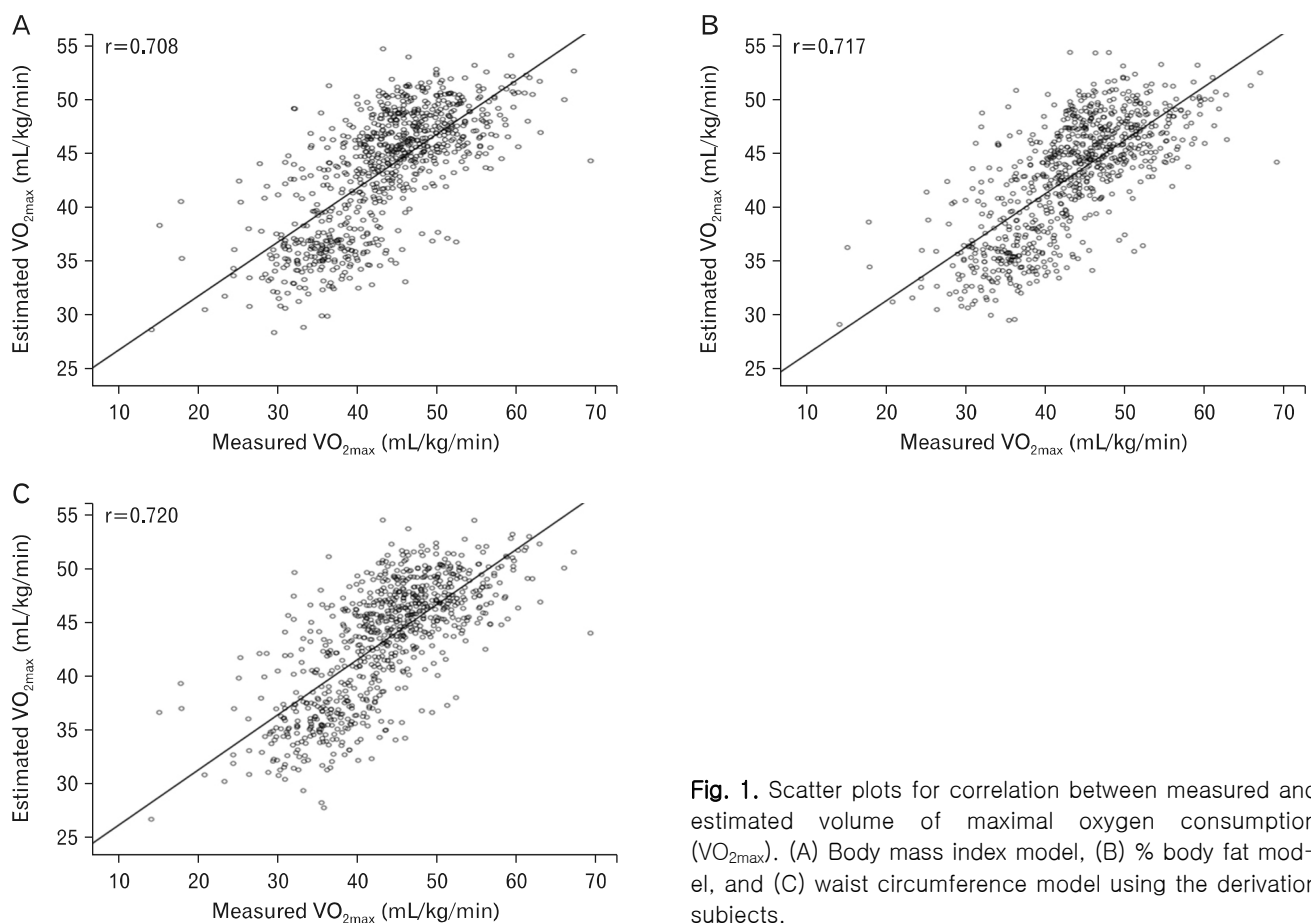 A
r=0.708
55
50
45
40
35
30
25
Estimated VO2max (mL/kg/min)
10 20 30 40 50 60 70
Measured VO2max (mL/kg/min)
B
r=0.717
55
50
45
40
35
30
25
Estimated VO2max (mL/kg/min)
10 20 30 40 50 60 70
Measured VO2max (mL/kg/min)
C
r=0.720
55
50
45
40
35
30
25
Estimated VO2max (mL/kg/min)
10 20 30 40 50 60 70
Measured VO2max (mL/kg/min)
Fig. 1. Scatter plots for correlation between measured and
estimated volume of maximal oxygen consumption
(VO2max). (A) Body mass index model, (B) % body fat mod-
el, and (C) waist circumference model using the derivation
subjects.